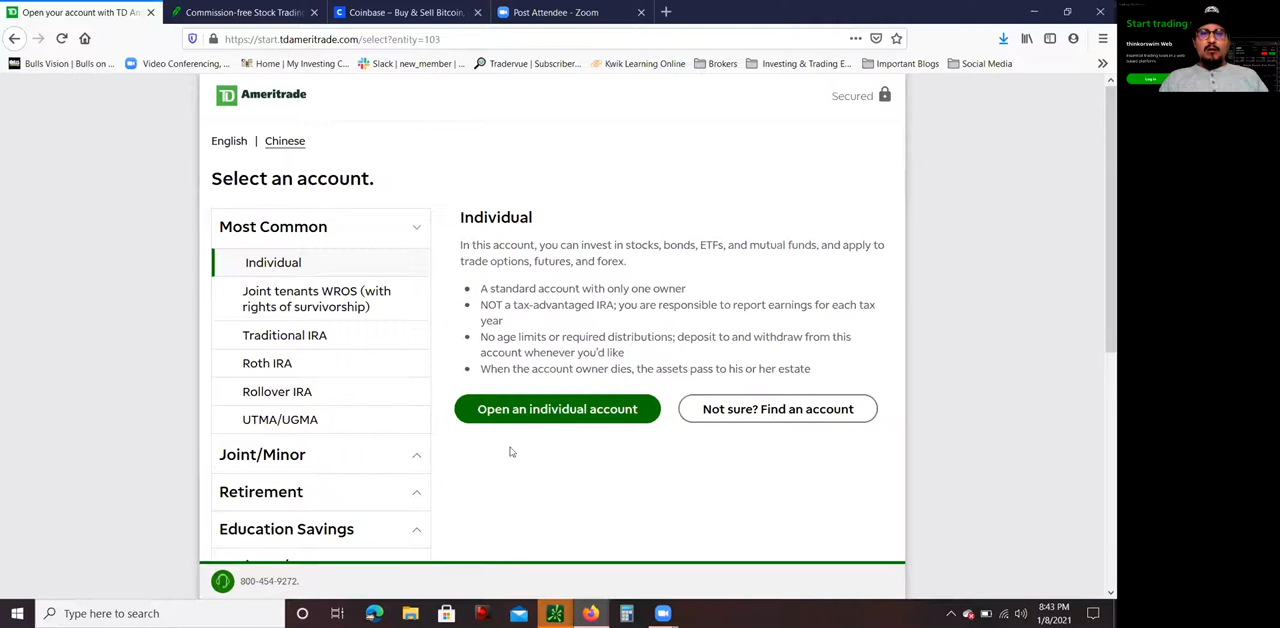 Open your account with TD Am
Commission-free Stock Tradin
Coinbase – Buy & Sell Bitcoin,
Post Attendee - Zoom
https://start.tdameritrade.com/select?entity=103
Bulls Vision | Bulls on ...
Video Conferencing, ...
Home | My Investing C...
Slack | new_member | ...
Tradervue | Subscriber...
Kwik Learning Online
Brokers
Investing & Trading E...
Important Blogs
Social Media
TD Ameritrade
Secured
English | Chinese
Select an account.
Most Common
Individual
Joint tenants WROS (with
rights of survivorship)
Traditional IRA
Roth IRA
Rollover IRA
UTMA/UGMA
Joint/Minor
Retirement
Education Savings
Individual
In this account, you can invest in stocks, bonds, ETFs, and mutual funds, and apply to
trade options, futures, and forex.
A standard account with only one owner
NOT a tax-advantaged IRA; you are responsible to report earnings for each tax
year
No age limits or required distributions; deposit to and withdraw from this
account whenever you'd like
When the account owner dies, the assets pass to his or her estate
Open an individual account
Not sure? Find an account
800-454-9272.
Type here to search
8:43 PM
1/8/2021
Start trading
thinkorswim Web
Log in